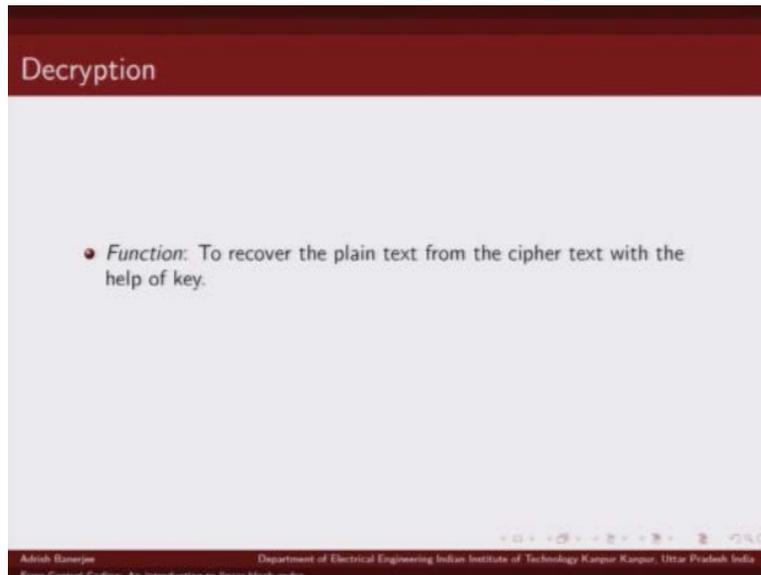 Decryption
Function: To recover the plain text from the cipher text with the
help of key.
Adrish Banerjee Department of Electrical Engineering Indian Institute of Technology Kanpur Kanpur, Uttar Pradesh India